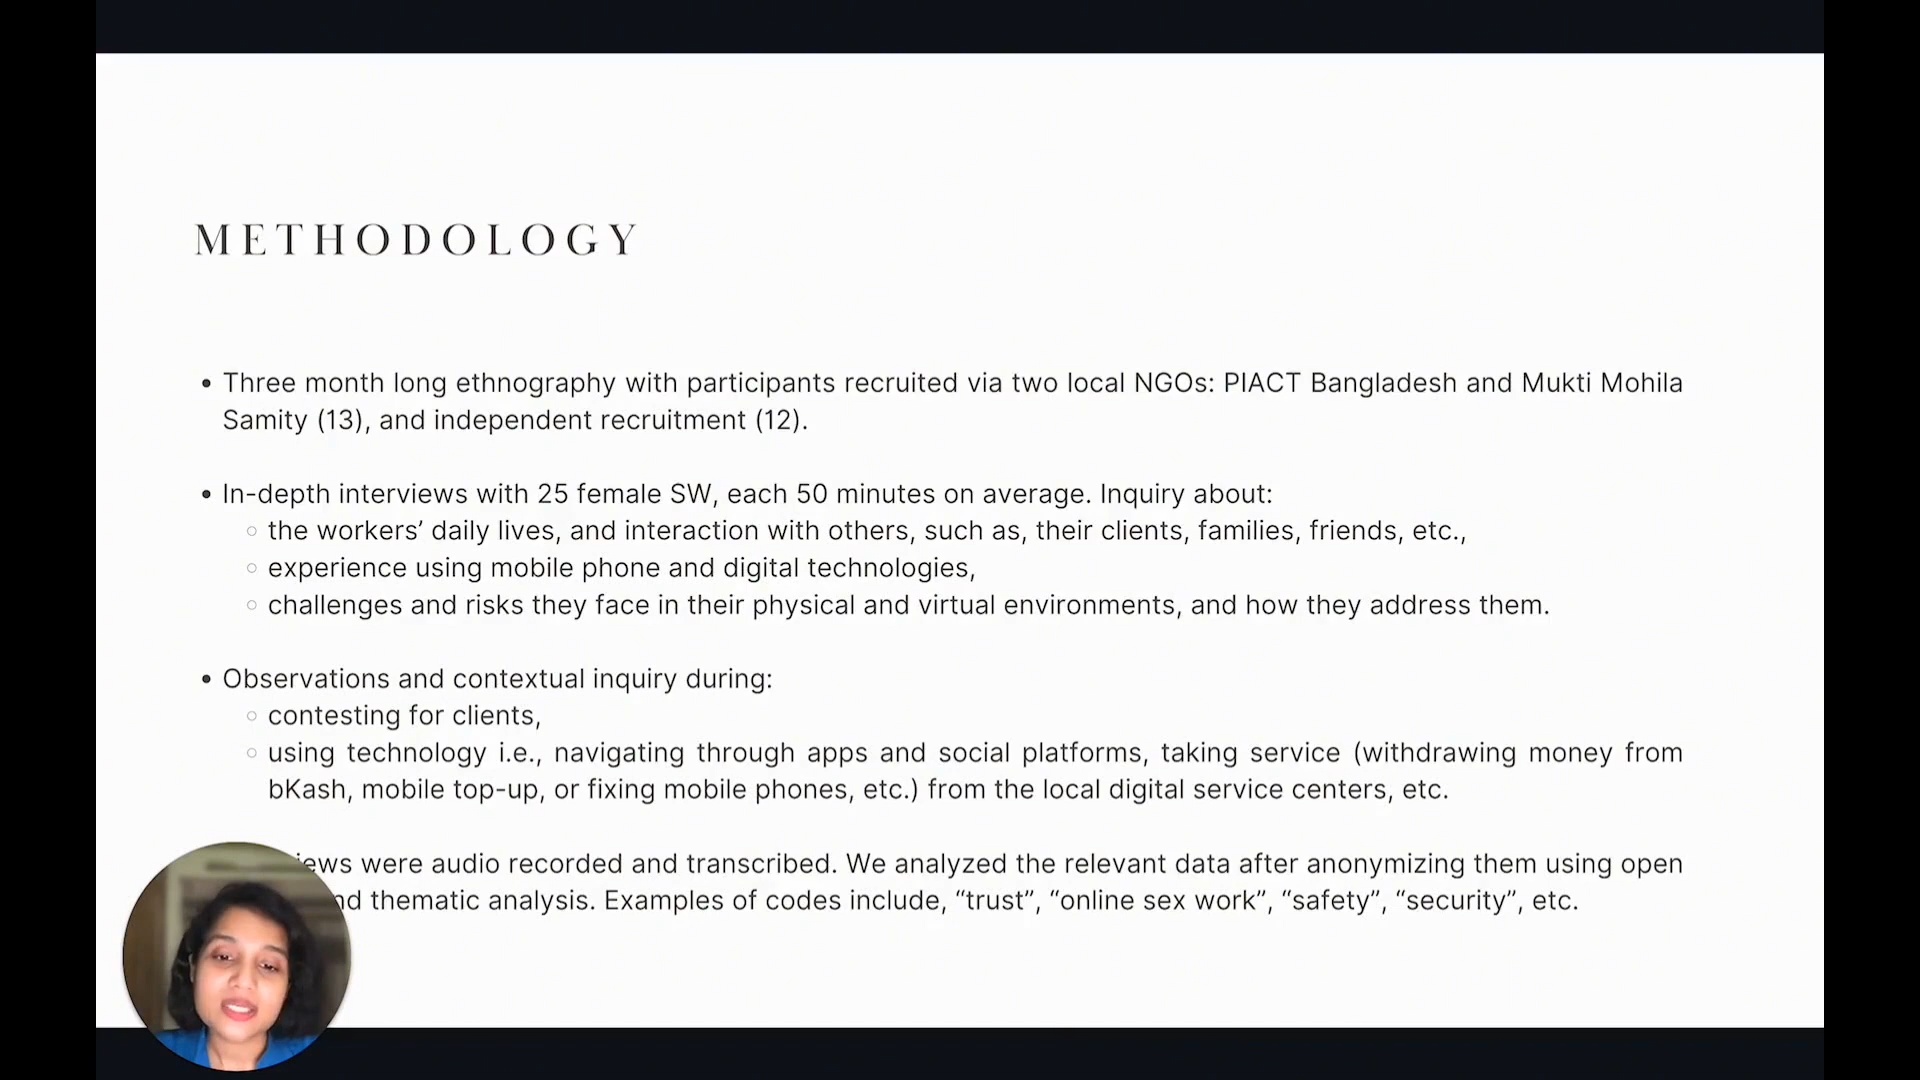 METHODOLOGY
• Three month long ethnography with participants recruited via two local NGOs: PIACT Bangladesh and Mukti Mohila
Samity (13), and independent recruitment (12).
• In-depth interviews with 25 female SW, each 50 minutes on average. Inquiry about:
◦ the workers’ daily lives, and interaction with others, such as, their clients, families, friends, etc.,
◦ experience using mobile phone and digital technologies,
◦ challenges and risks they face in their physical and virtual environments, and how they address them.
• Observations and contextual inquiry during:
◦ contesting for clients,
◦ using technology i.e., navigating through apps and social platforms, taking service (withdrawing money from
bKash, mobile top-up, or fixing mobile phones, etc.) from the local digital service centers, etc.
were audio recorded and transcribed. We analyzed the relevant data after anonymizing them using open
thematic analysis. Examples of codes include, “trust”, “online sex work”, “safety”, “security”, etc.